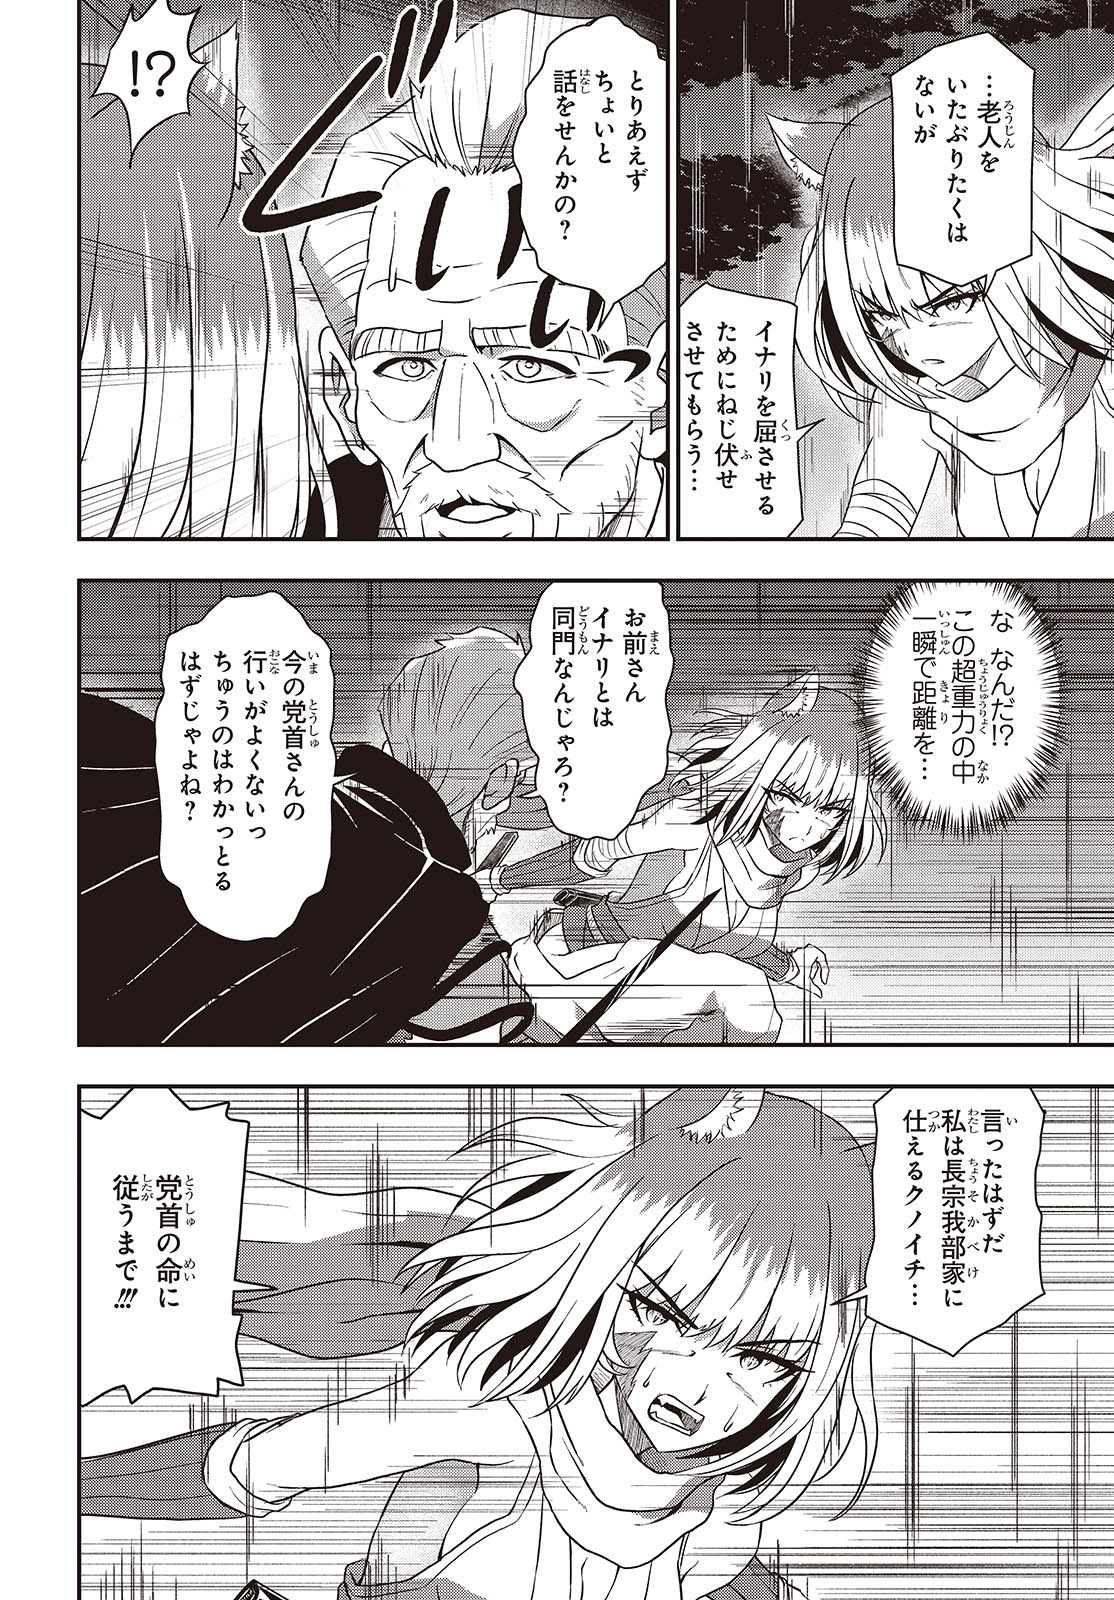 …老人を
いたぶりたくは
ないが
イナリを屈させる
ためにねじ伏せ
させてもらう…
とりあえず
ちょいと
話をせんかの？
ぐいいっ
!?
な なんだ!?
この超重力の中
一瞬で距離を…
お前さん
イナリとは
同門なんじゃろ？
今の党首さんの
行いがよくないっ
ちゅうのはわかっとる
はずじゃよね？
言ったはずだ
私は長宗我部家に
仕えるクノイチ…
党首の命に
従うまで!!!